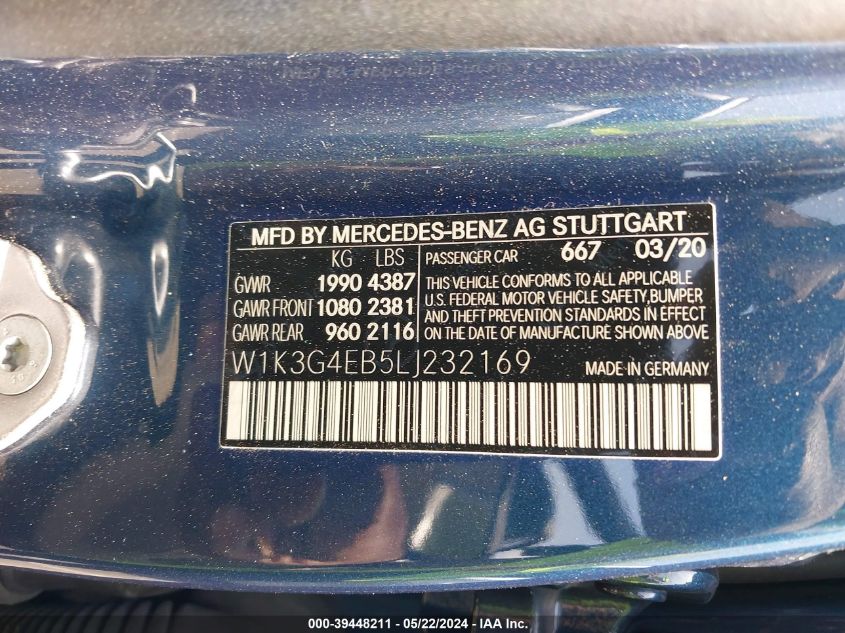 MFD BY MERCEDES-BENZ AG STUTTGART
KG LBS
GVWR 1990 4387
GAWR FRONT 1080 2381
GAWR REAR 960 2116
PASSENGER CAR 667 03/20
THIS VEHICLE CONFORMS TO ALL APPLICABLE
U.S. FEDERAL MOTOR VEHICLE SAFETY,BUMPER
AND THEFT PREVENTION STANDARDS IN EFFECT
ON THE DATE OF MANUFACTURE SHOWN ABOVE
W1K3G4EB5LJ232169
MADE IN GERMANY
000-39448211 - 05/22/2024 - IAA Inc.